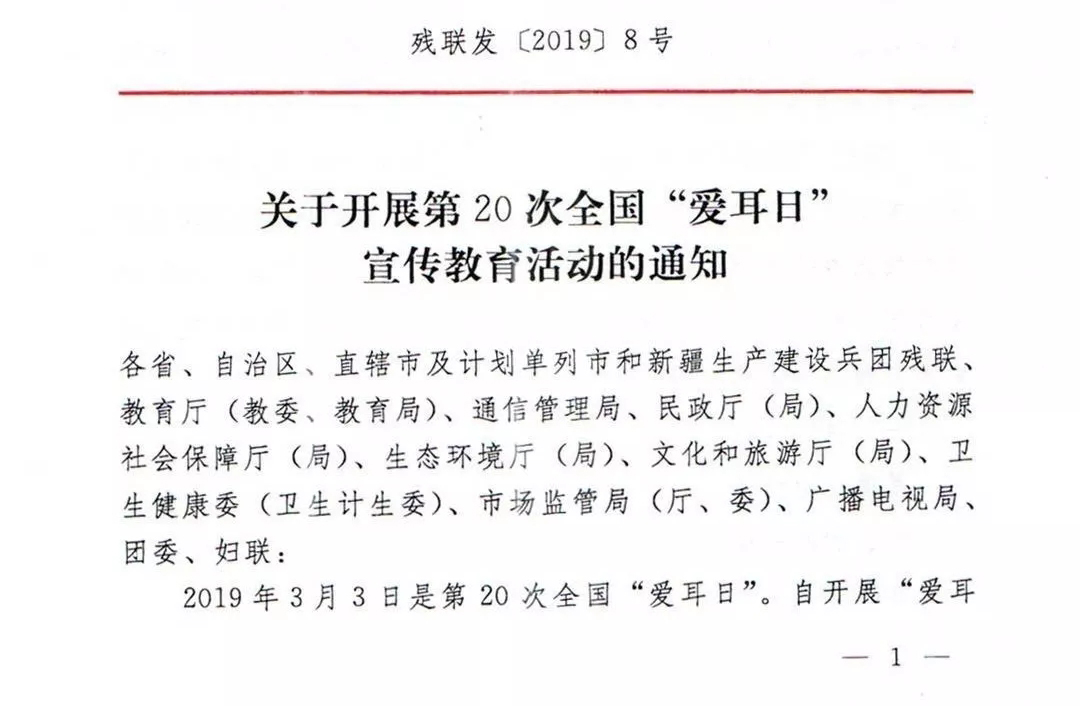 残联发〔2019〕8号
关于开展第20次全国“爱耳日”
宣传教育活动的通知
各省、自治区、直辖市及计划单列市和新疆生产建设兵团残联、
教育厅（教委、教育局）、通信管理局、民政厅（局）、人力资源
社会保障厅（局）、生态环境厅（局）、文化和旅游厅（局）、卫
生健康委（卫生计生委）、市场监管局（厅、委）、广播电视局、
团委、妇联：
2019年3月3日是第20次全国“爱耳日”。自开展“爱耳
— 1 —